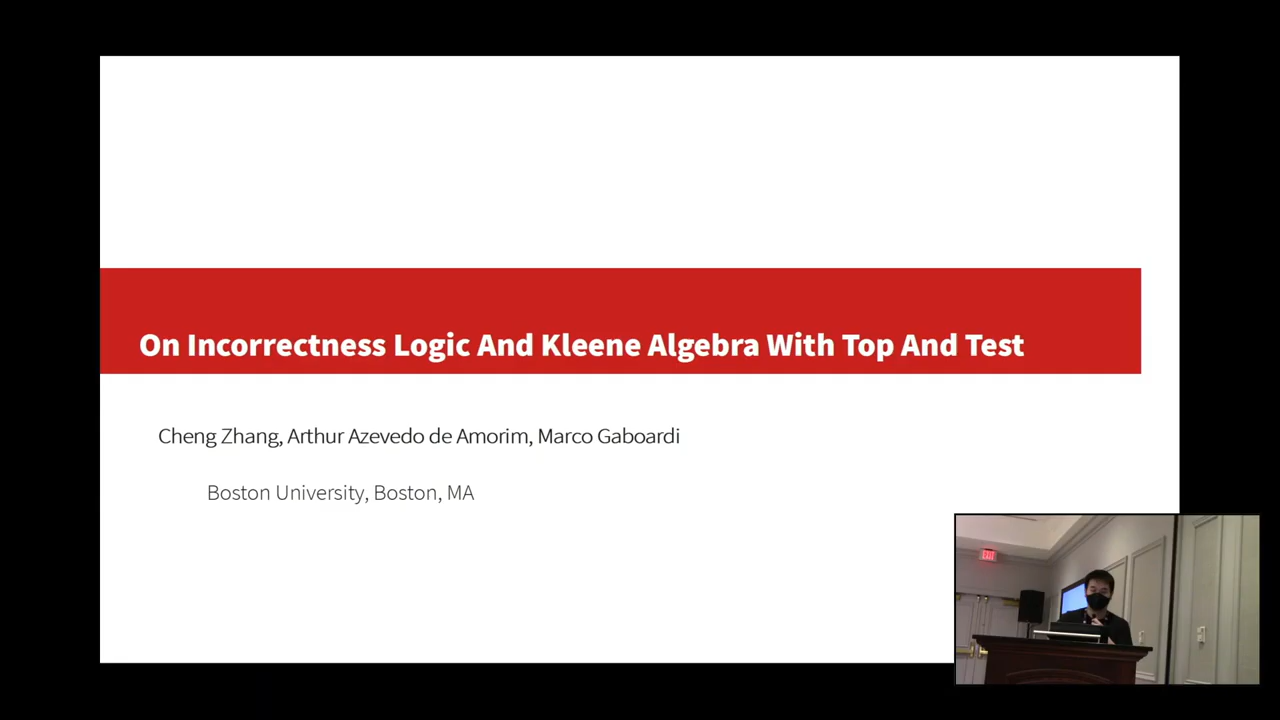 On Incorrectness Logic And Kleene Algebra With Top And Test
Cheng Zhang, Arthur Azevedo de Amorim, Marco Gaboardi
Boston University, Boston, MA
EXIT